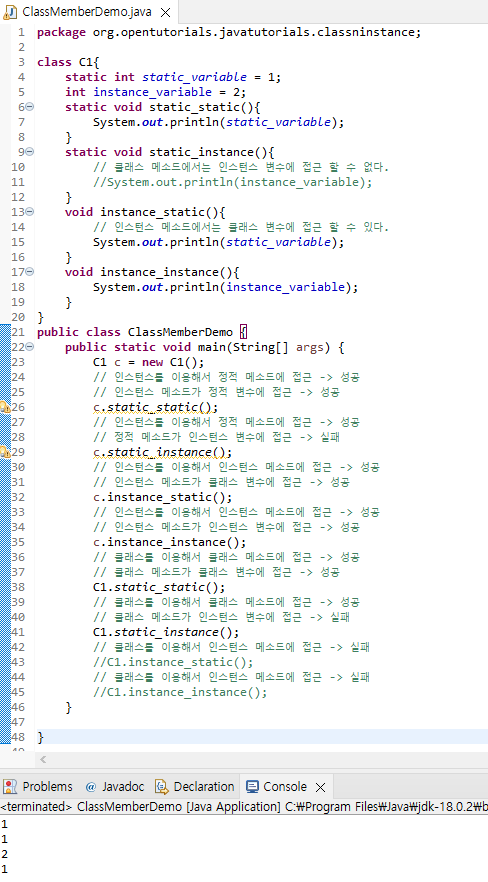 ClassMemberDemo.java
1 package org.opentutorials.javatutorials.classninstance;
2
3 class C1{
4     static int static_variable = 1;
5     int instance_variable = 2;
6     static void static_static(){
7         System.out.println(static_variable);
8     }
9     static void static_instance(){
10         // 클래스 메소드에서는 인스턴스 변수에 접근 할 수 없다.
11         //System.out.println(instance_variable);
12     }
13     void instance_static(){
14         // 인스턴스 메소드에서는 클래스 변수에 접근 할 수 있다.
15         System.out.println(static_variable);
16     }
17     void instance_instance(){
18         System.out.println(instance_variable);
19     }
20 }
21 public class ClassMemberDemo {
22     public static void main(String[] args) {
23         C1 c = new C1();
24         // 인스턴스를 이용해서 정적 메소드에 접근 -> 성공
25         // 인스턴스 메소드가 정적 변수에 접근 -> 성공
26         c.static_static();
27         // 인스턴스를 이용해서 정적 메소드에 접근 -> 성공
28         // 정적 메소드가 인스턴스 변수에 접근 -> 실패
29         c.static_instance();
30         // 인스턴스를 이용해서 인스턴스 메소드에 접근 -> 성공
31         // 인스턴스 메소드가 클래스 변수에 접근 -> 성공
32         c.instance_static();
33         // 인스턴스를 이용해서 인스턴스 메소드에 접근 -> 성공
34         // 인스턴스 메소드가 인스턴스 변수에 접근 -> 성공
35         c.instance_instance();
36         // 클래스를 이용해서 클래스 메소드에 접근 -> 성공
37         // 클래스 메소드가 클래스 변수에 접근 -> 성공
38         C1.static_static();
39         // 클래스를 이용해서 클래스 메소드에 접근 -> 성공
40         // 클래스 메소드가 인스턴스 변수에 접근 -> 실패
41         C1.static_instance();
42         // 클래스를 이용해서 인스턴스 메소드에 접근 -> 실패
43         //C1.instance_static();
44         // 클래스를 이용해서 인스턴스 메소드에 접근 -> 실패
45         //C1.instance_instance();
46     }
47
48 }
Problems @ Javadoc Declaration Console
<terminated> ClassMemberDemo [Java Application] C:₩Program Files₩Java₩jdk-18.0.2₩b
1
1
2
1